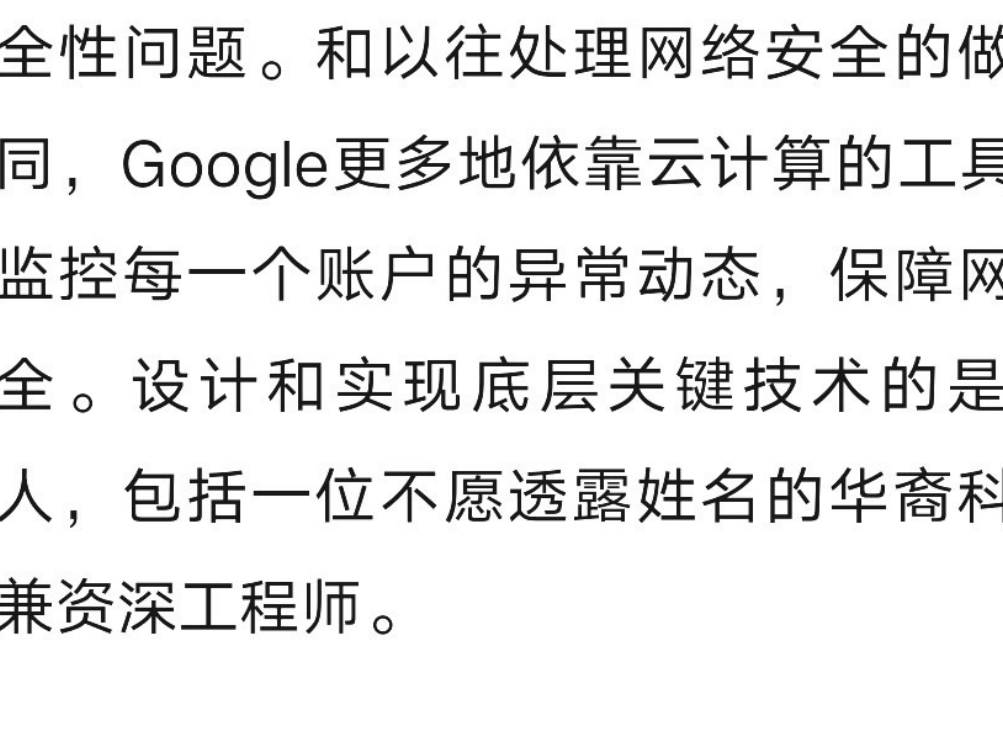 全性问题。和以往处理网络安全的做
同，Google更多地依靠云计算的工具
监控每一个账户的异常动态，保障网
全。设计和实现底层关键技术的是
人，包括一位不愿透露姓名的华裔科
兼资深工程师。